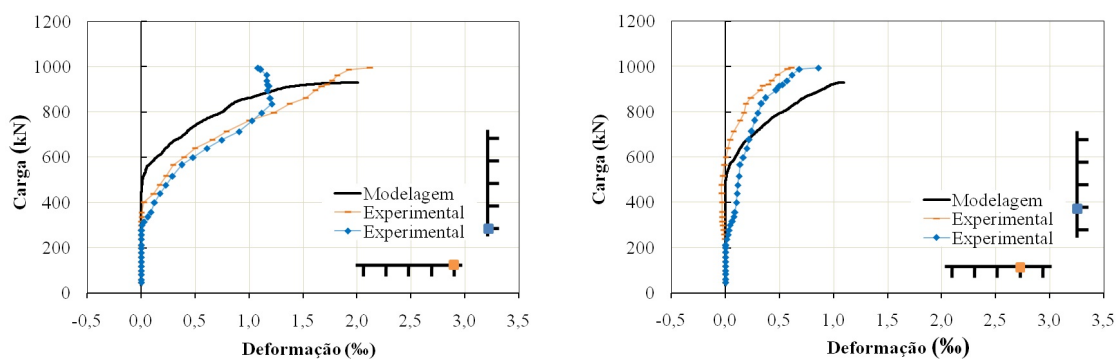 1200
1000
800
600
400
200
0
Carga (kN)
Modelagem
Experimental
Experimental
-0,5 0,0 0,5 1,0 1,5 2,0 2,5 3,0 3,5
Deformação (‰)
1200
1000
800
600
400
200
0
Carga (kN)
Modelagem
Experimental
Experimental
-0,5 0,0 0,5 1,0 1,5 2,0 2,5 3,0 3,5
Deformação (‰)